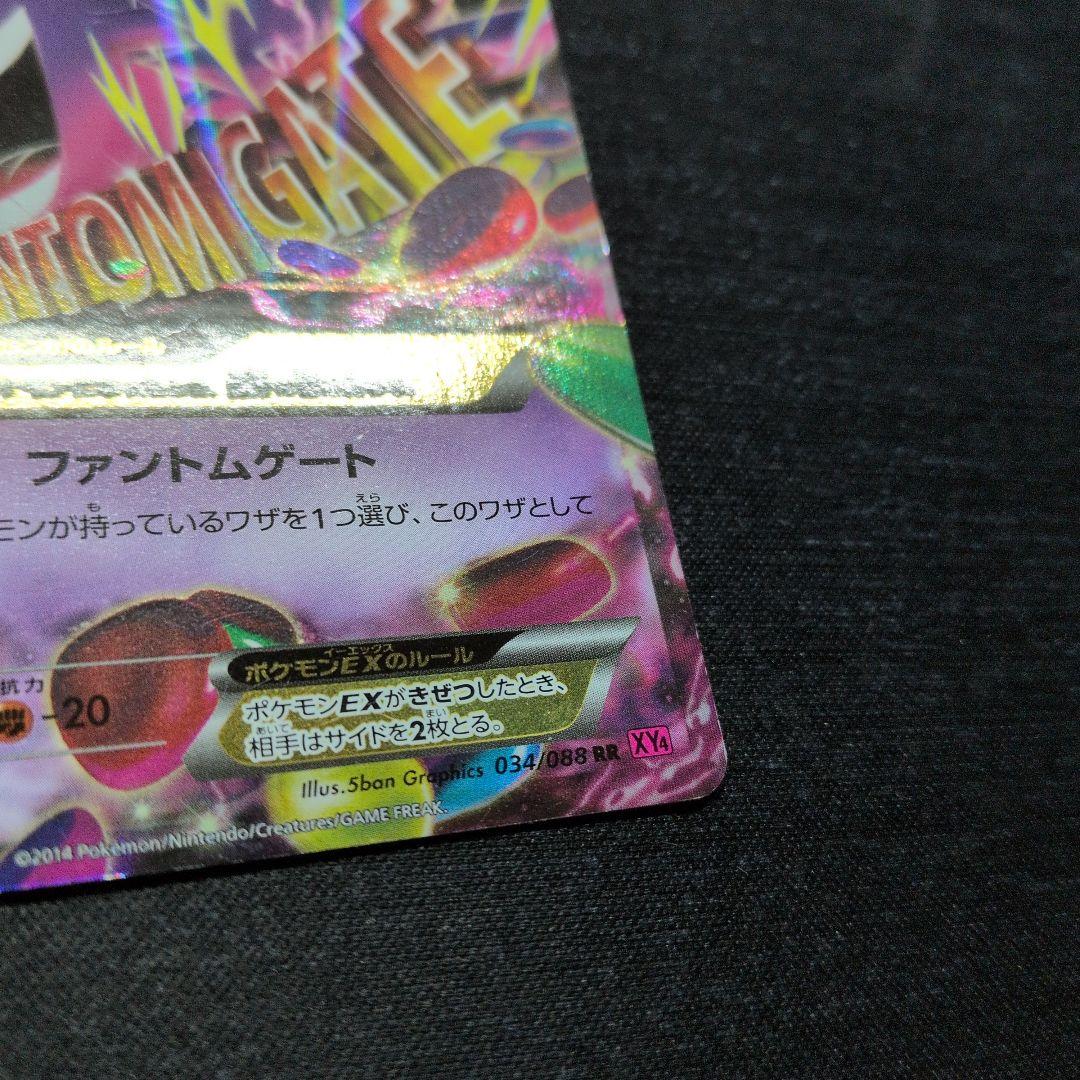 NTOM GATE
ファントムゲート
モンが持っているワザを1つ選び、このワザとして
抗力
-20
ポケモンEXのルール
ポケモンEXがきぜつしたとき、
相手はサイドを2枚とる。
Illus.5ban Graphics 034/088 RR XY4
©2014 Pokémon/Nintendo/Creatures/GAME FREAK.